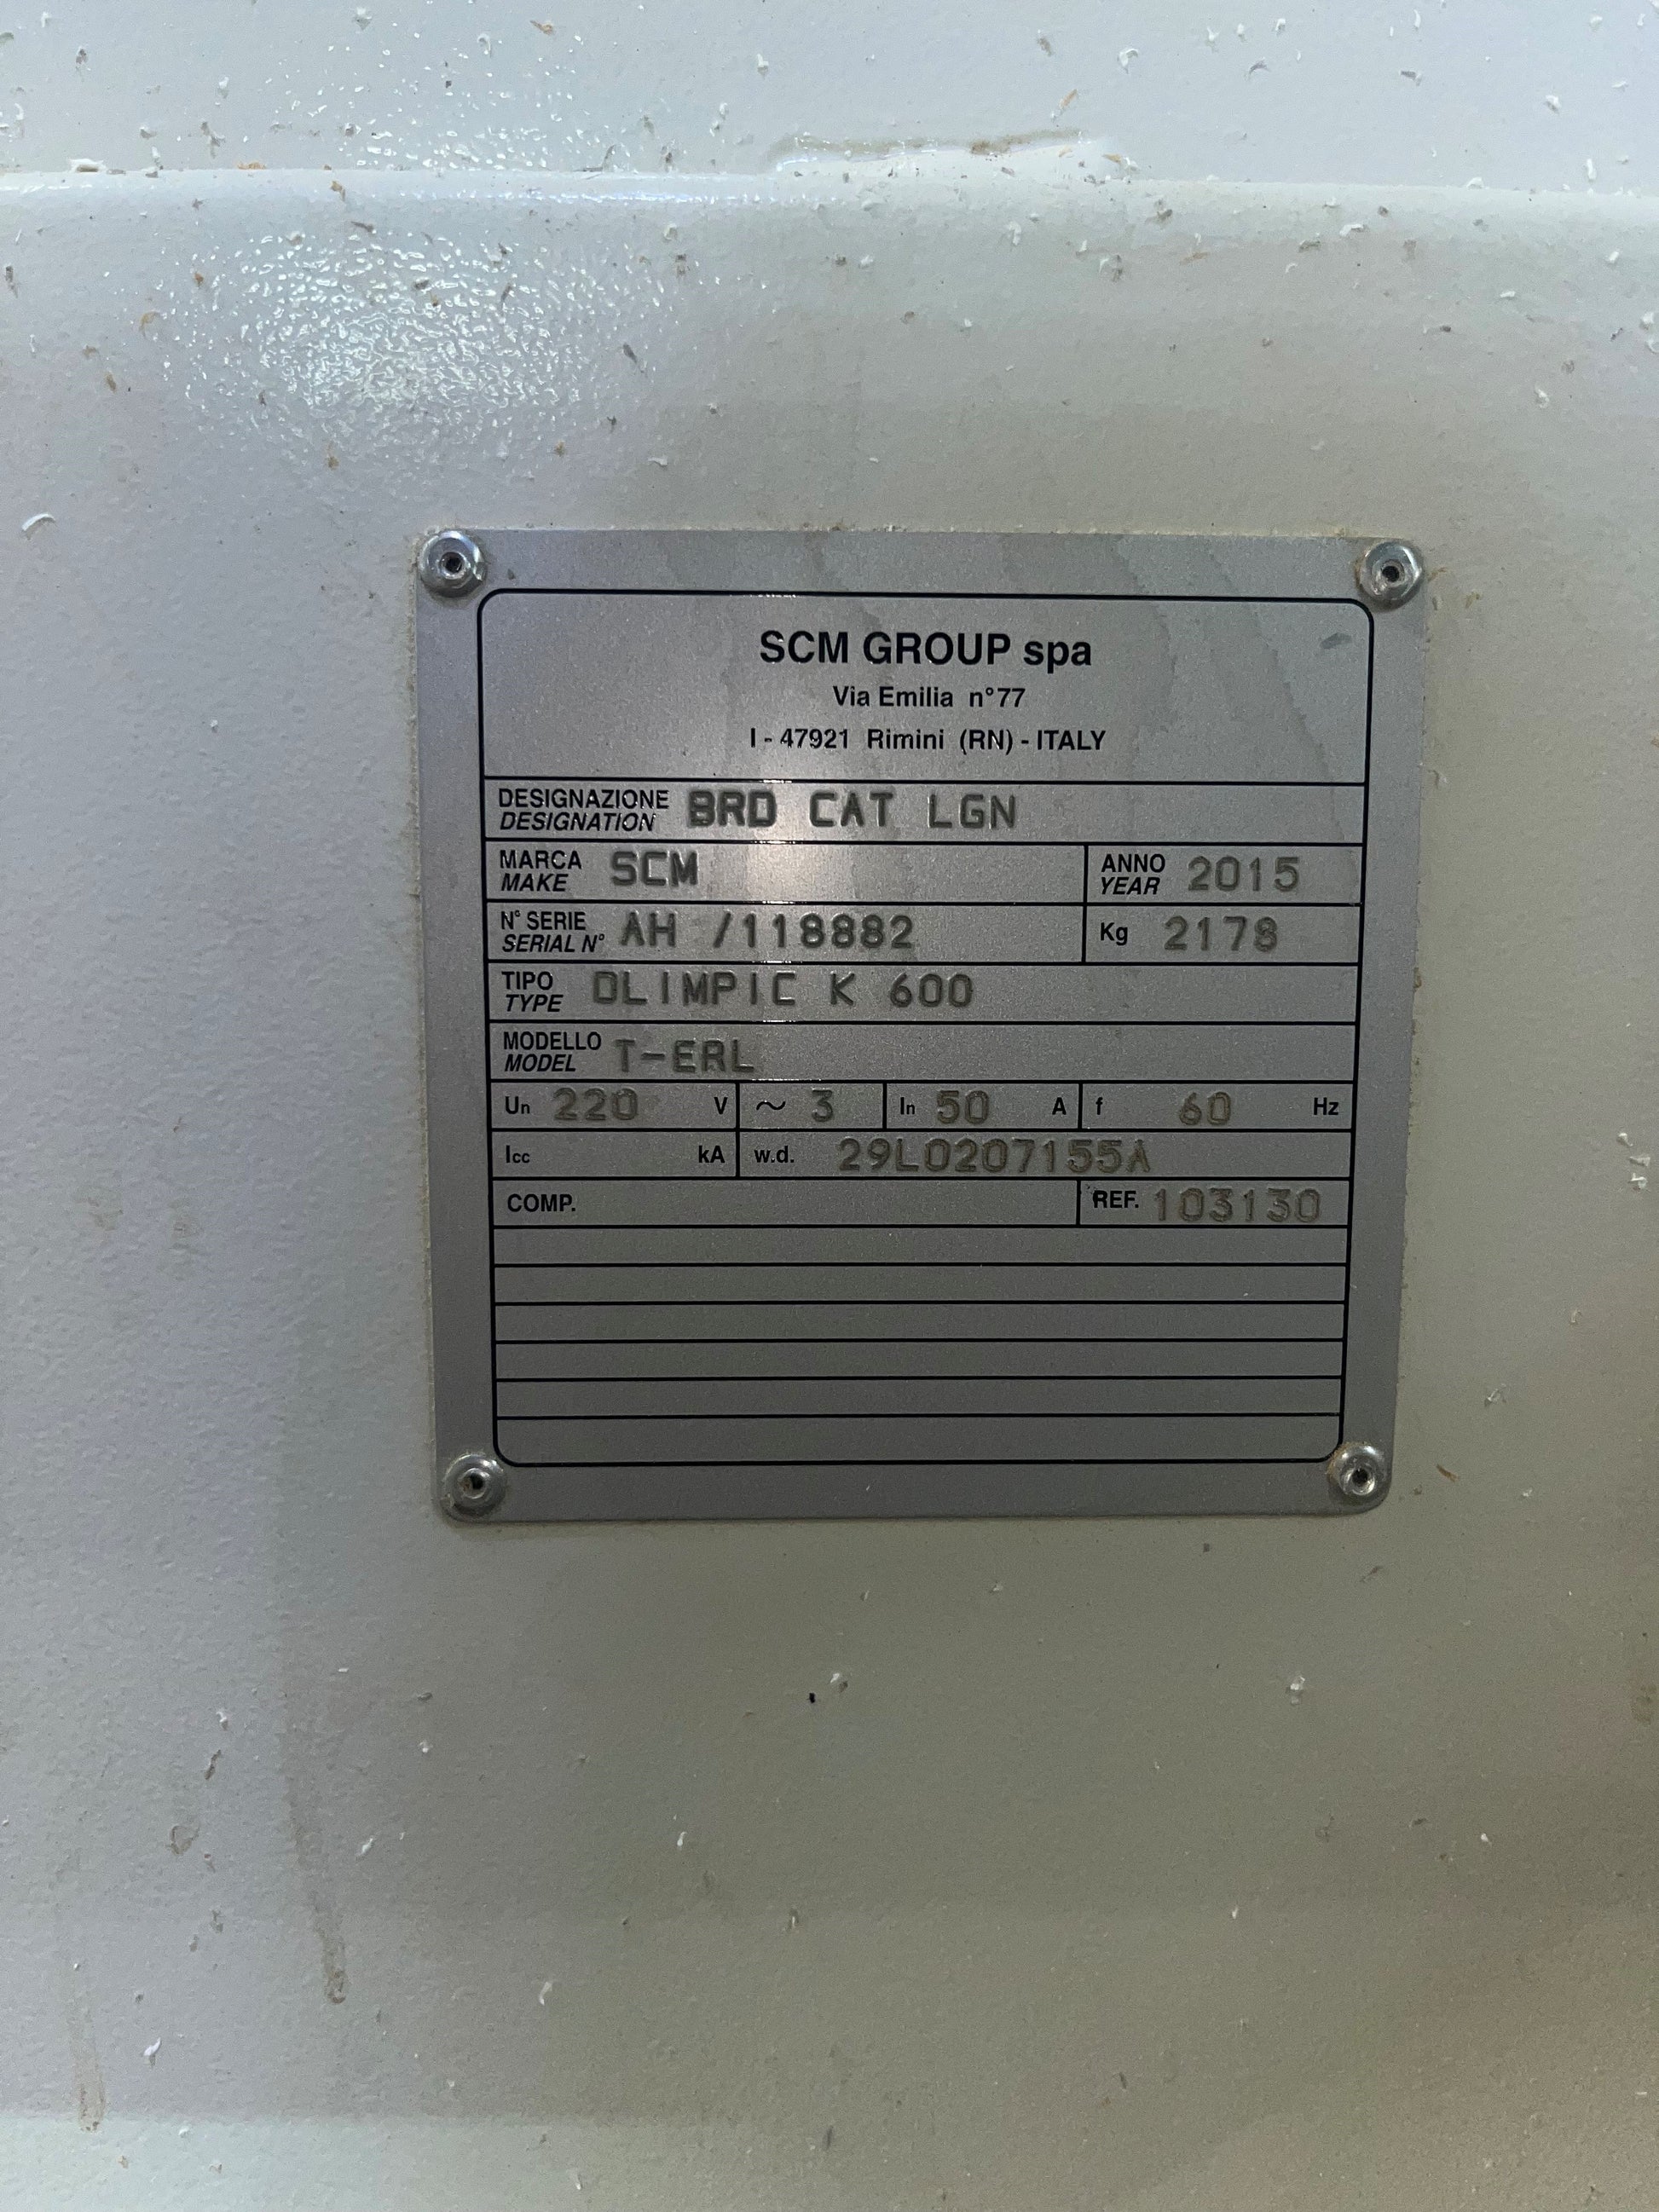 SCM GROUP spa
Via Emilia n°77
I - 47921 Rimini (RN) - ITALY
DESIGNAZIONE
DESIGNATION BRD CAT LGN
MARCA
MAKE SCM
ANNO
YEAR 2015
N° SERIE
SERIAL N° AH /118882
Kg 2178
TIPO
TYPE OLIMPIC K 600
MODELLO
MODEL T-ERL
Un 220 V ~ 3 In 50 A f 60 Hz
Icc kA w.d. 29L0207155A
COMP. REF. 103130